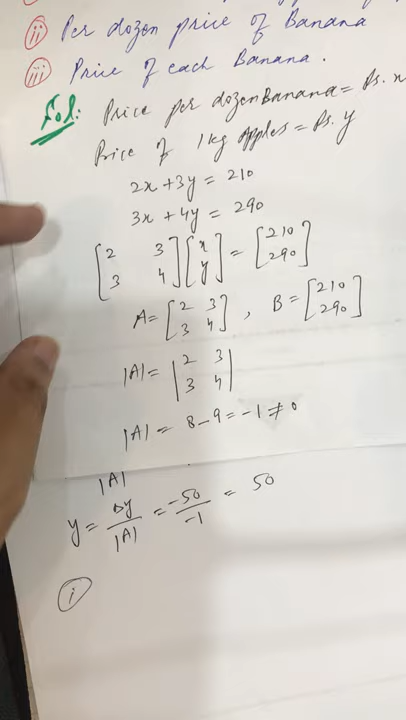 (ii) Per dozen price of Banana
(iii) Price of each Banana.
Sol: Price per dozen Banana = Rs. x
Price of 1kg Apples = Rs. y
2x + 3y = 210
3x + 4y = 290
[2 3 3 4] [x y] = [210 290]
A = [2 3 3 4] , B = [210 290]
|A| = |2 3 3 4|
|A| = 8 - 9 = -1 ≠ 0
|A|
y = Dy/|A| = -50/-1 = 50
(i)